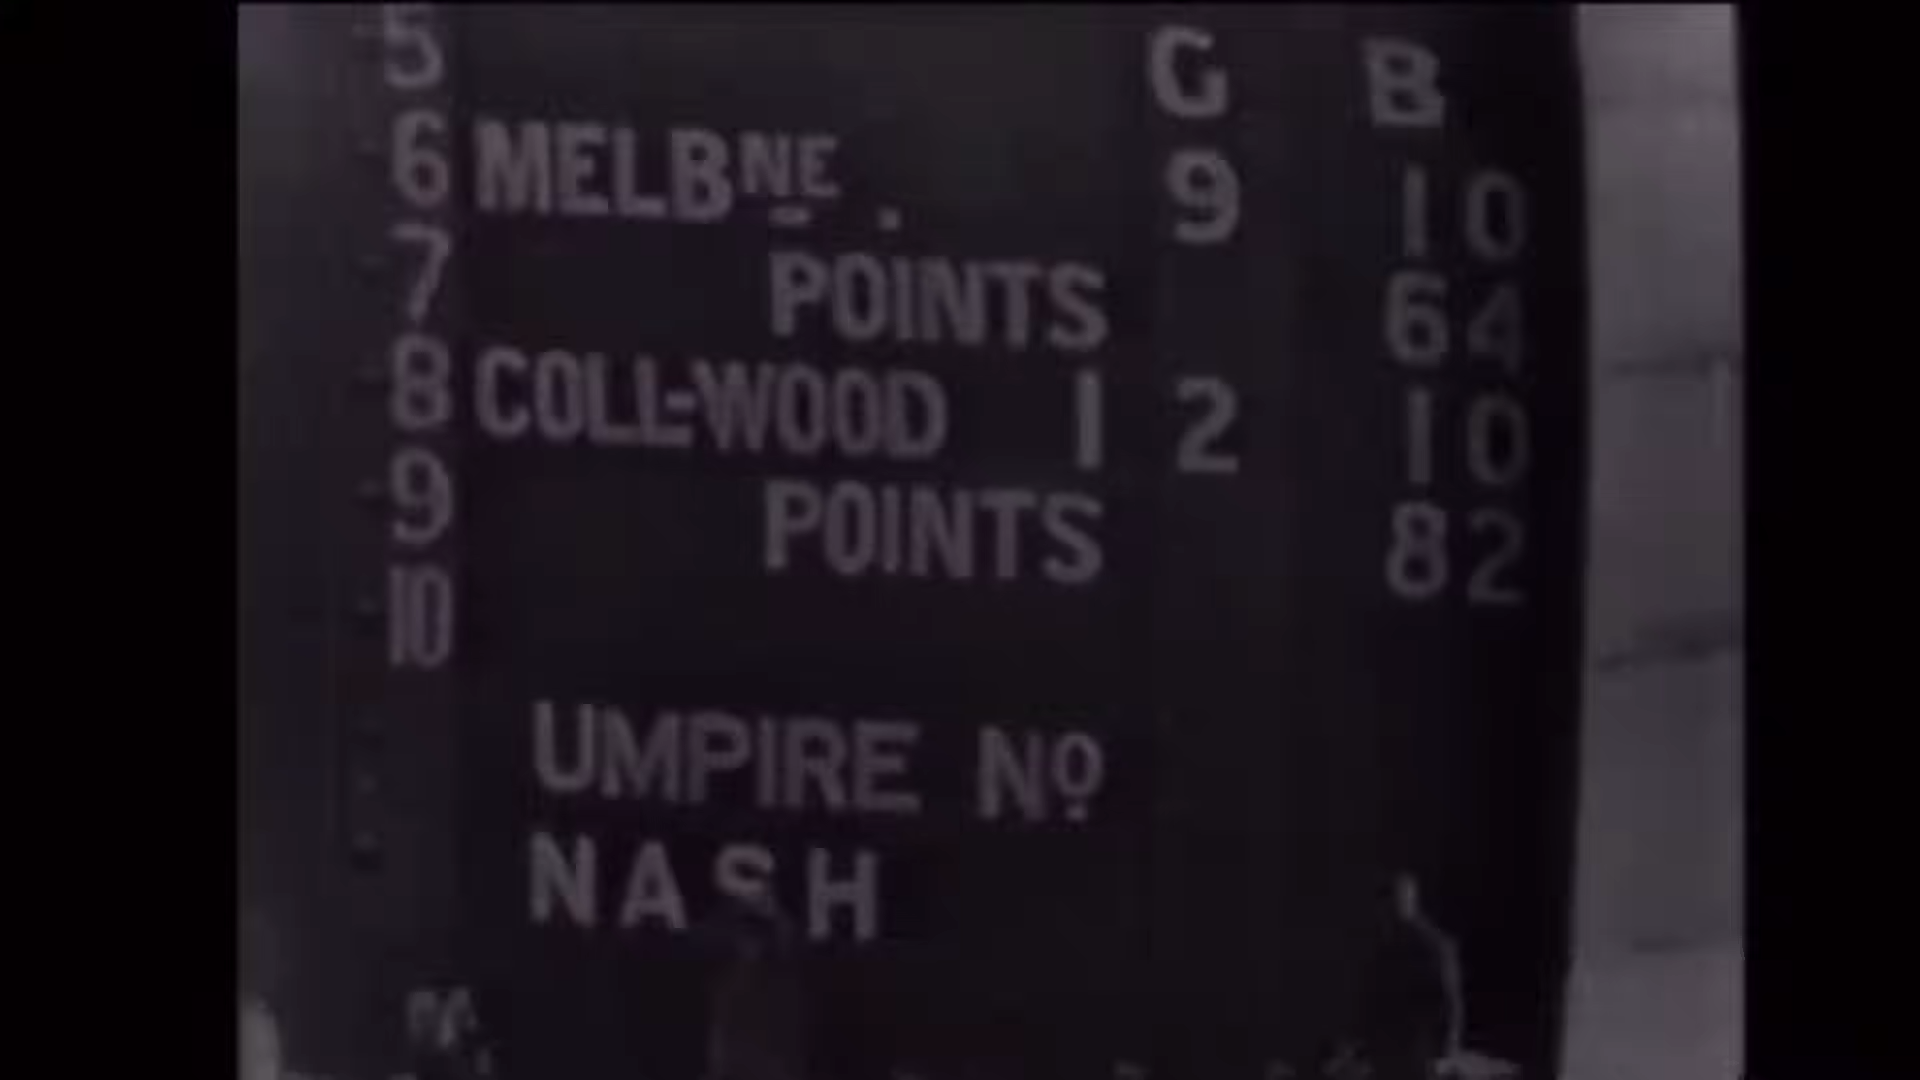 5 G B
6 MELBNE . 9 10
7 POINTS 64
8 COLL-WOOD 12 10
9 POINTS 82
10
UMPIRE Nº
NASH